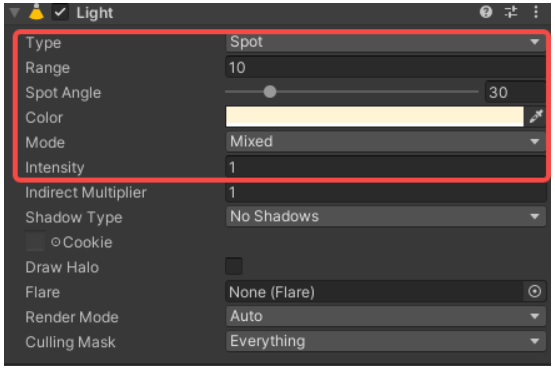 Light
Type Spot
Range 10
Spot Angle 30
Color
Mode Mixed
Intensity 1
Indirect Multiplier 1
Shadow Type No Shadows
Cookie
Draw Halo
Flare None (Flare)
Render Mode Auto
Culling Mask Everything